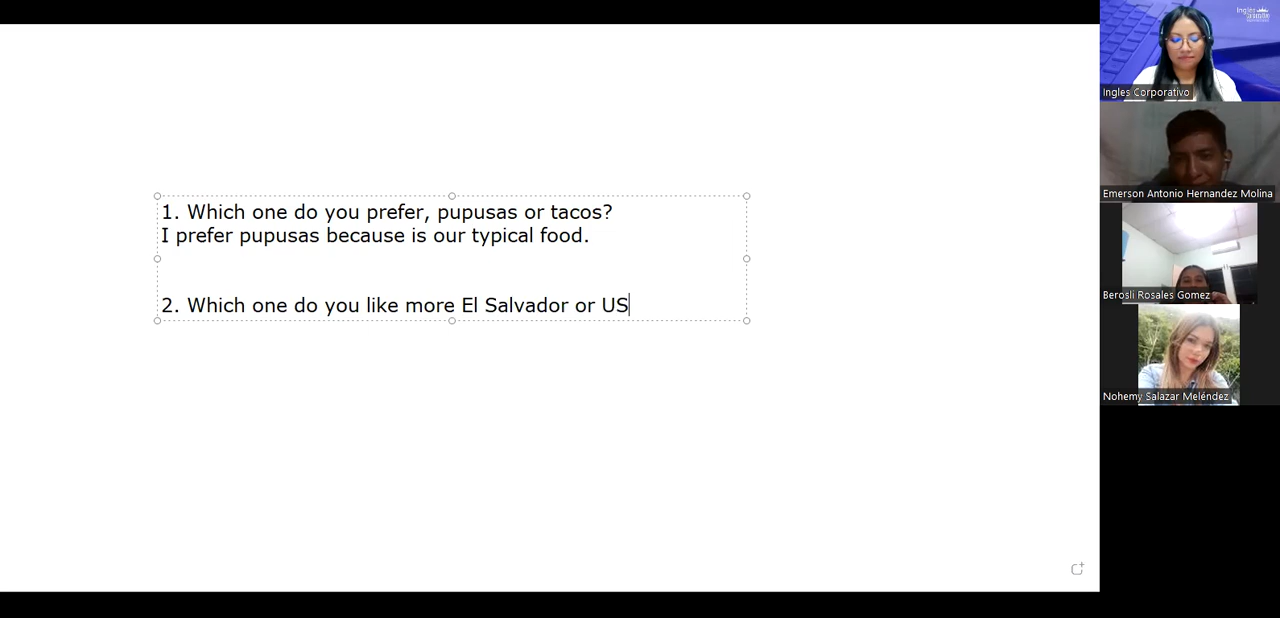 1. Which one do you prefer, pupusas or tacos?
I prefer pupusas because is our typical food.
2. Which one do you like more El Salvador or US
Ingles Corporativo
Emerson Antonio Hernandez Molina
Berosli Rosales Gomez
Nohemy Salazar Meléndez